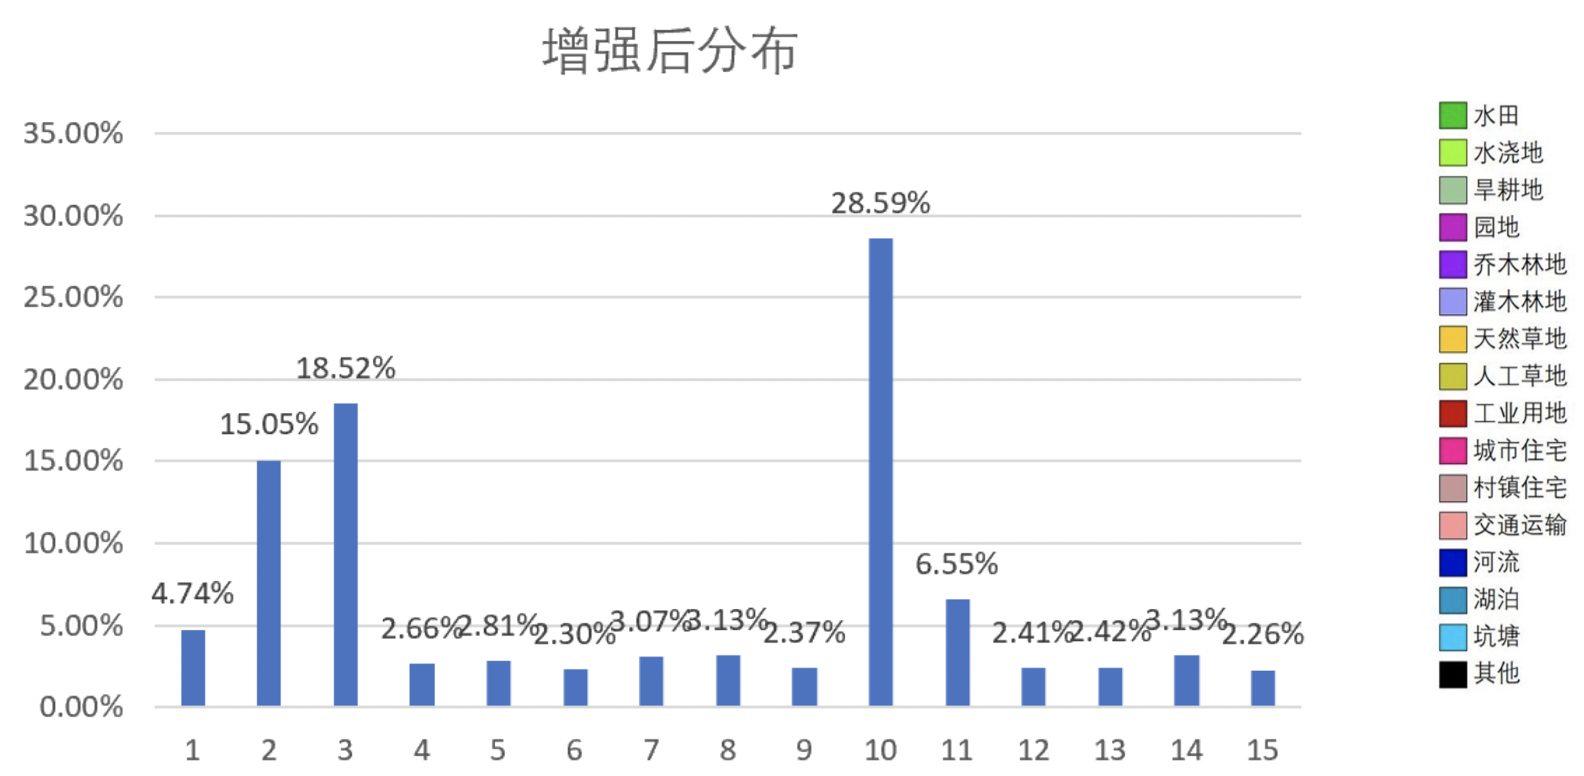 增强后分布
35.00%
30.00%
25.00%
20.00%
15.00%
10.00%
5.00%
0.00%
4.74%
15.05%
18.52%
2.66%
2.81%
2.30%
3.07%
3.13%
2.37%
28.59%
6.55%
2.41%
2.42%
3.13%
2.26%
1 2 3 4 5 6 7 8 9 10 11 12 13 14 15
水田
水浇地
旱耕地
园地
乔木林地
灌木林地
天然草地
人工草地
工业用地
城市住宅
村镇住宅
交通运输
河流
湖泊
坑塘
其他